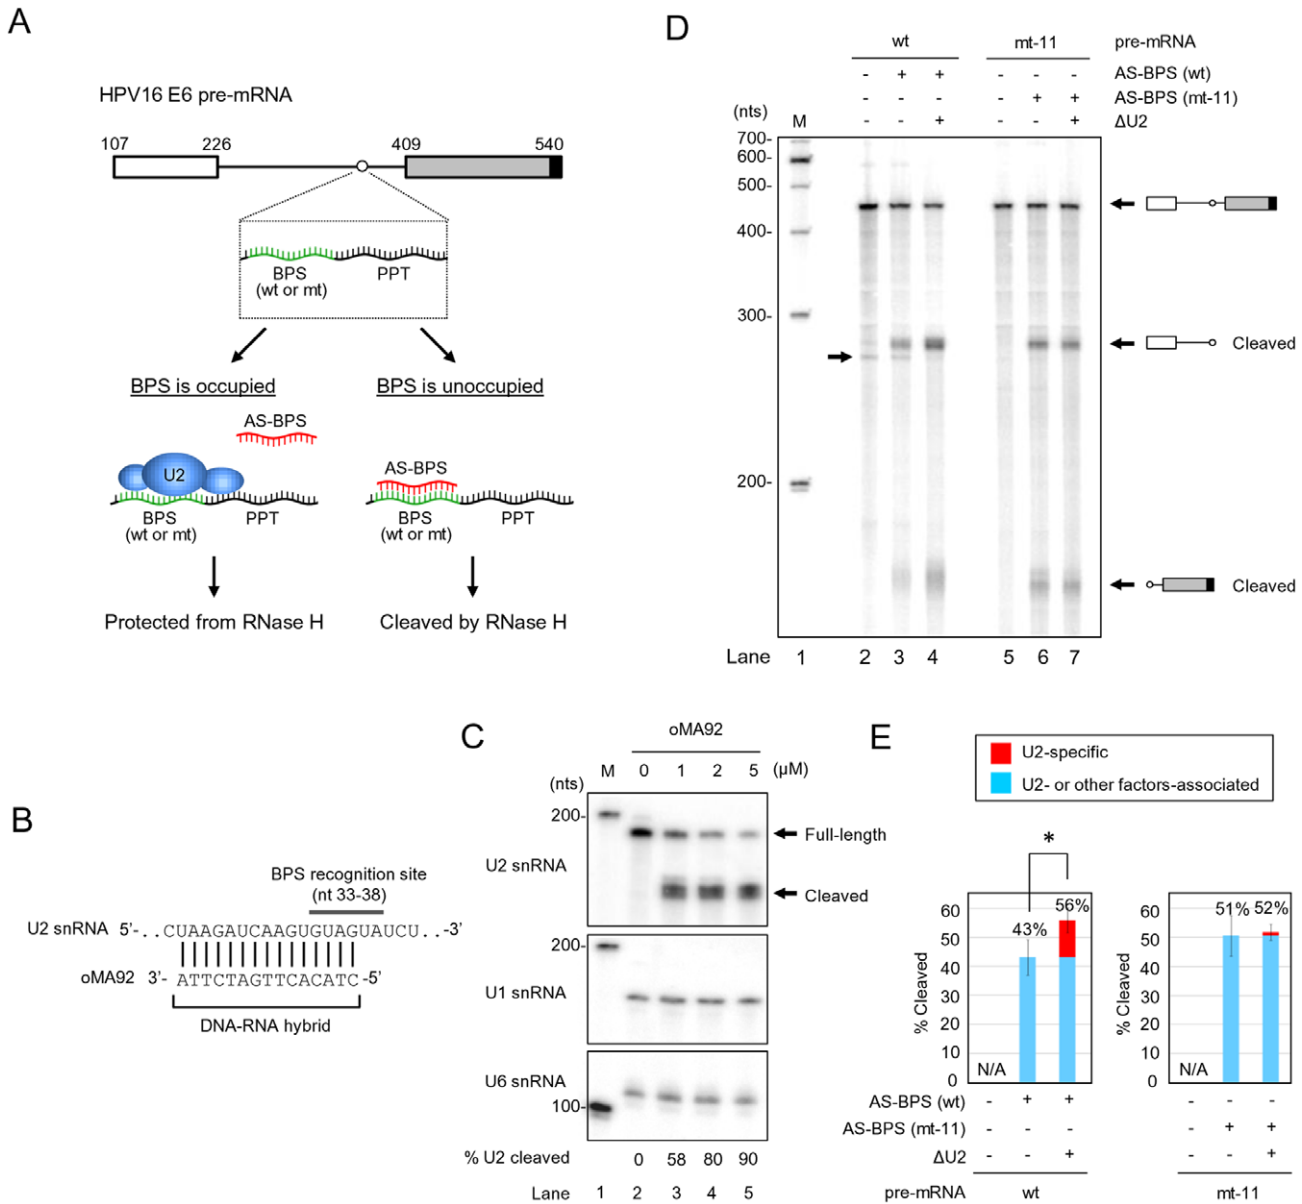 A
HPV16 E6 pre-mRNA
107 226 409 540
BPS PPT
(wt or mt)
BPS is occupied BPS is unoccupied
AS-BPS
U2 AS-BPS
BPS PPT BPS PPT
(wt or mt) (wt or mt)
Protected from RNase H Cleaved by RNase H
B
BPS recognition site
(nt 33-38)
U2 snRNA 5'-..CUAAGAUCAAGUGUAGUAUCU..-3'
oMA92 3'-ATTCTAGTTCACATC-5'
DNA-RNA hybrid
C
oMA92
M 0 1 2 5 (μM)
(nts)
200-
Full-length
U2 snRNA
Cleaved
200-
U1 snRNA
U6 snRNA
100-
% U2 cleaved 0 58 80 90
Lane 1 2 3 4 5
D
wt mt-11 pre-mRNA
- + + AS-BPS (wt)
- + + AS-BPS (mt-11)
(nts) M - - + - - + ΔU2
700-
600-
500-
400-
300-
Cleaved
200-
Cleaved
Lane 1 2 3 4 5 6 7
E
U2-specific
U2- or other factors-associated
*
60 56% 60 51% 52%
50 43% 50
40 40
% Cleaved % Cleaved
30 30
20 20
10 10
0 N/A 0 N/A
AS-BPS (wt) - + + - - -
AS-BPS (mt-11) - - - - + +
ΔU2 - - + - - +
pre-mRNA wt mt-11